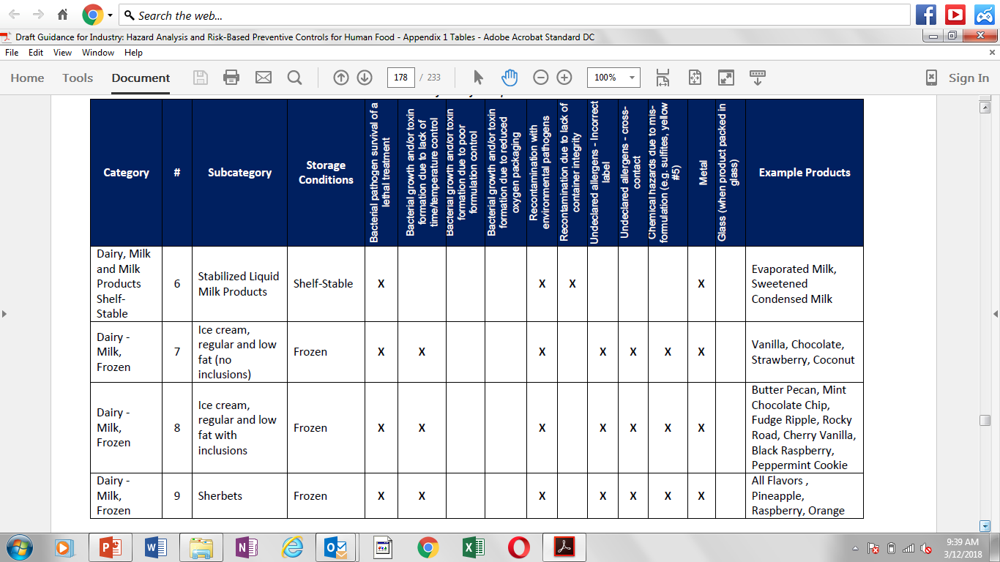 Search the web...
Draft Guidance for Industry: Hazard Analysis and Risk-Based Preventive Controls for Human Food - Appendix 1 Tables - Adobe Acrobat Standard DC
File Edit View Window Help
Home Tools Document 178 / 233 100% Sign In
Category
#
Subcategory
Storage
Conditions
Bacterial pathogen survival of a
lethal treatment
Bacterial growth and/or toxin
formation due to lack of
time/temperature control
Bacterial growth and/or toxin
formation due to poor
formulation control
Bacterial growth and/or toxin
formation due to reduced
oxygen packaging
Recontamination with
environmental pathogens
Recontamination due to lack of
container integrity
Undeclared allergens - Incorrect
label
Undeclared allergens - cross-
contact
Chemical hazards due to mis-
formulation (e.g. sulfites, yellow
#5)
Metal
Glass (when product packed in
glass)
Example Products
Dairy, Milk
and Milk
Products
Shelf-
Stable
6
Stabilized Liquid
Milk Products
Shelf-Stable
X X X X
Evaporated Milk,
Sweetened
Condensed Milk
Dairy -
Milk,
Frozen
7
Ice cream,
regular and low
fat (no
inclusions)
Frozen
X X X X X X X
Vanilla, Chocolate,
Strawberry, Coconut
Dairy -
Milk,
Frozen
8
Ice cream,
regular and low
fat with
inclusions
Frozen
X X X X X X X
Butter Pecan, Mint
Chocolate Chip,
Fudge Ripple, Rocky
Road, Cherry Vanilla,
Black Raspberry,
Peppermint Cookie
Dairy -
Milk,
Frozen
9
Sherbets
Frozen
X X X X X X X
All Flavors ,
Pineapple,
Raspberry, Orange
9:39 AM
3/12/2018